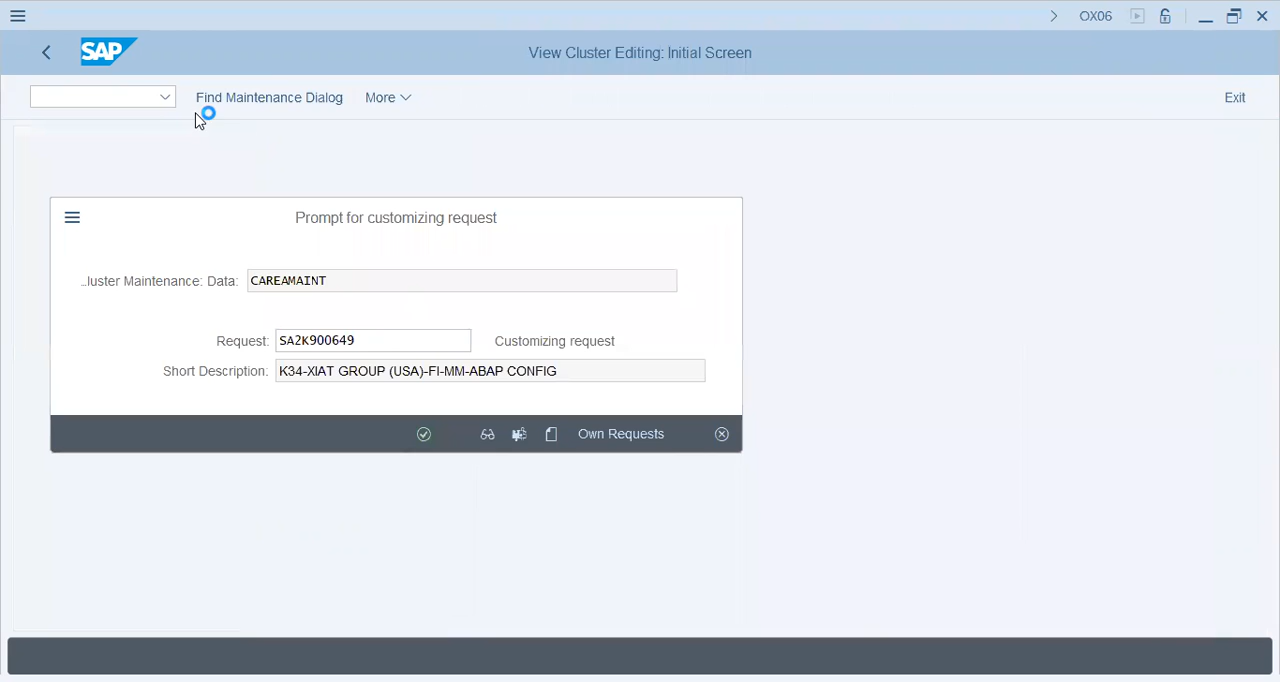 OX06
SAP
View Cluster Editing: Initial Screen
Find Maintenance Dialog
More
Exit
Prompt for customizing request
...luster Maintenance: Data:
CAREAMAINT
Request:
SA2K900649
Customizing request
Short Description:
K34-XIAT GROUP (USA)-FI-MM-ABAP CONFIG
Own Requests